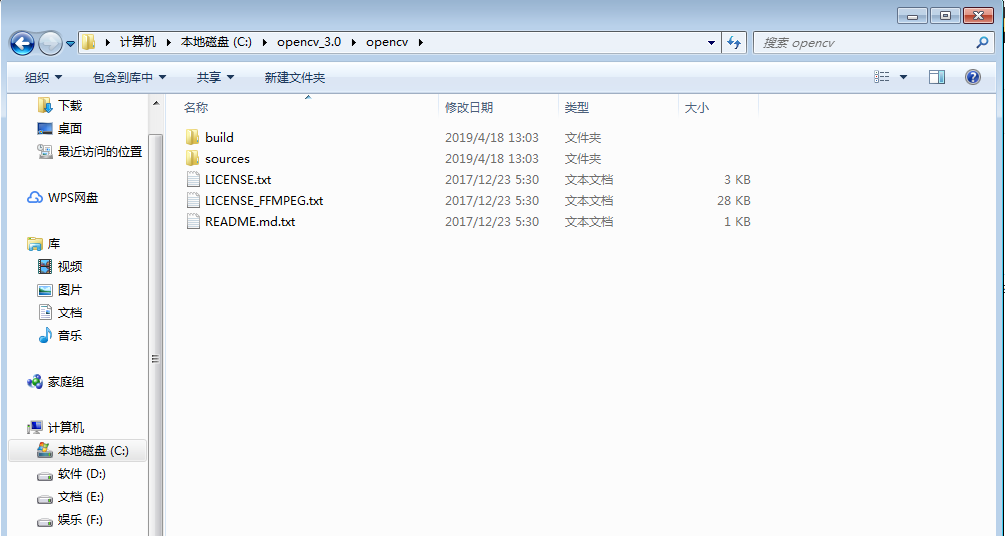 计算机 本地磁盘 (C:) opencv_3.0 opencv
搜索 opencv
组织 包含到库中 共享 新建文件夹
名称 修改日期 类型 大小
下载
桌面
最近访问的位置
WPS网盘
库
视频
图片
文档
音乐
家庭组
计算机
本地磁盘 (C:)
软件 (D:)
文档 (E:)
娱乐 (F:)
build 2019/4/18 13:03 文件夹
sources 2019/4/18 13:03 文件夹
LICENSE.txt 2017/12/23 5:30 文本文档 3 KB
LICENSE_FFMPEG.txt 2017/12/23 5:30 文本文档 28 KB
README.md.txt 2017/12/23 5:30 文本文档 1 KB